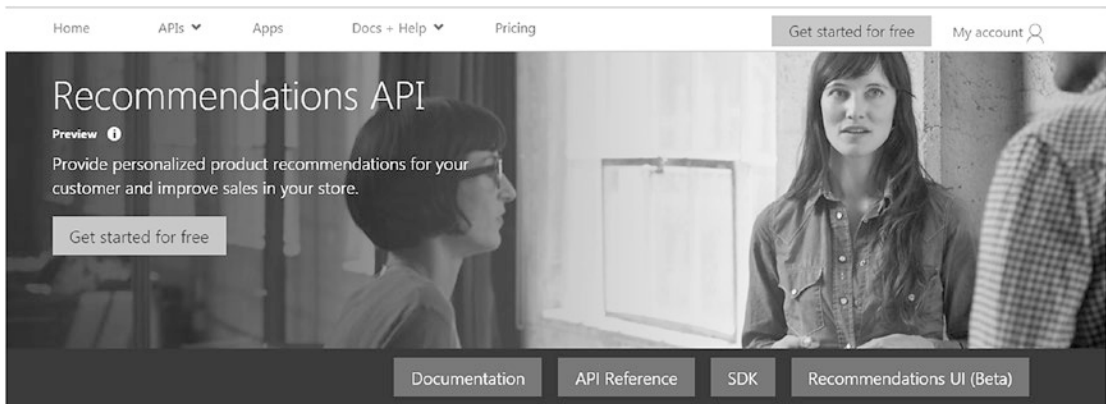 Home APIs Apps Docs + Help Pricing Get started for free My account
Recommendations API
Preview
Provide personalized product recommendations for your
customer and improve sales in your store.
Get started for free
Documentation API Reference SDK Recommendations UI (Beta)